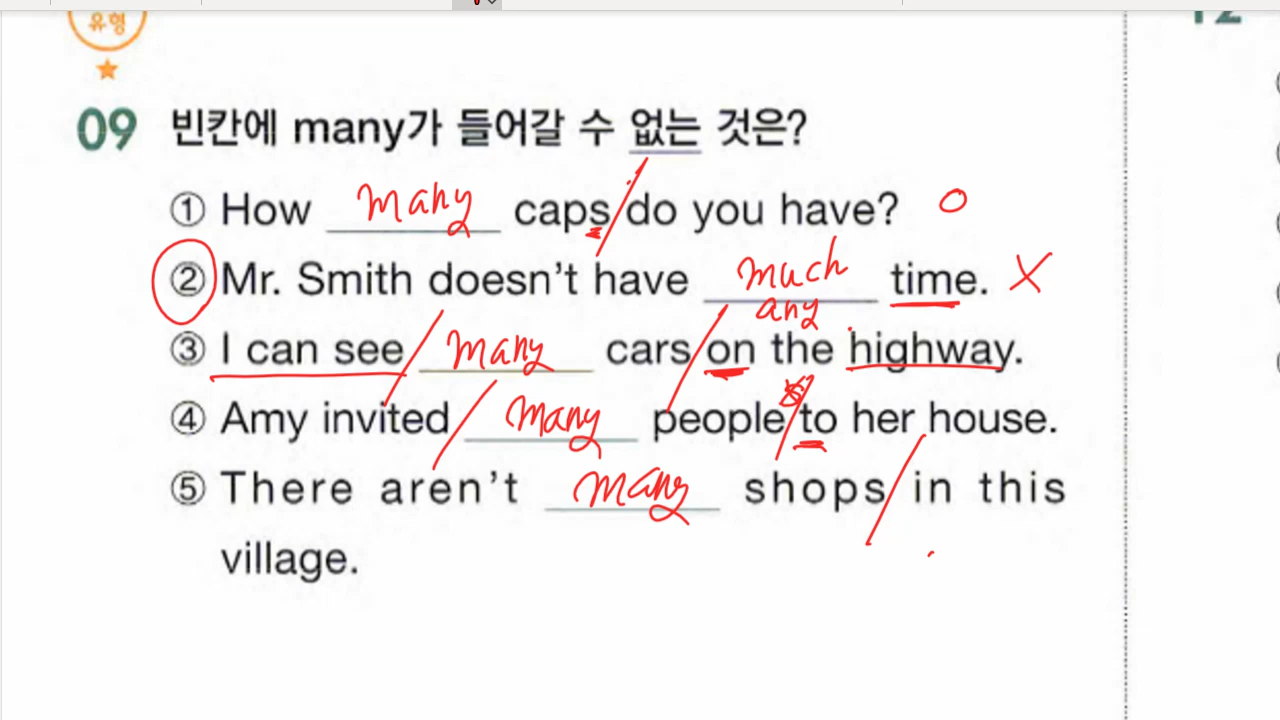 유형
12
09 빈칸에 many가 들어갈 수 없는 것은?
① How many caps do you have? O
② Mr. Smith doesn't have much time. X
any
③ I can see many cars on the highway.
④ Amy invited many people to her house.
⑤ There aren't many shops in this
village.